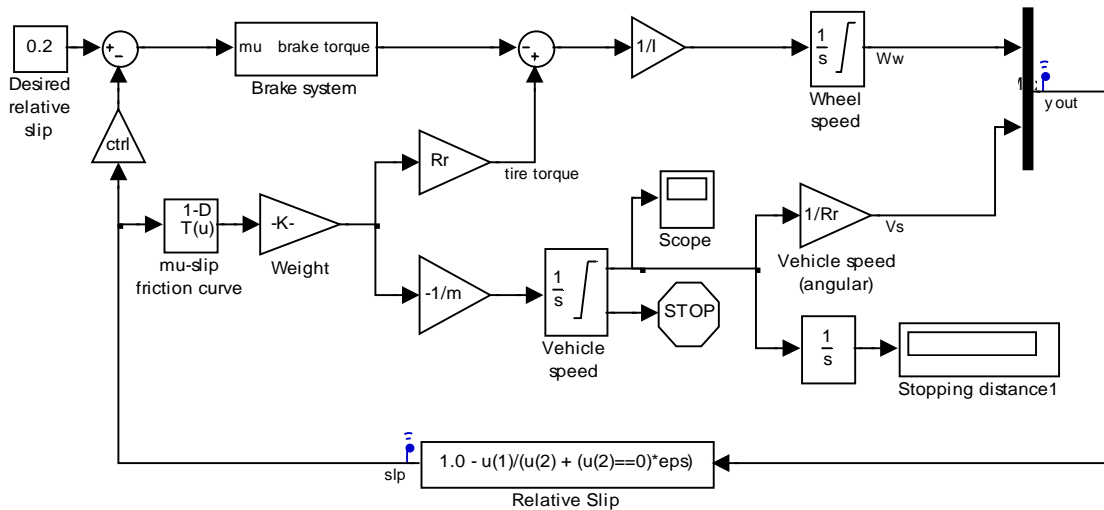 0.2
Desired
relative
slip
+
−
mu brake torque
Brake system
−
+
1/I
1
s
Wheel
speed
Ww
yout
ctrl
Rr
tire torque
1-D
T(u)
mu-slip
friction curve
-K-
Weight
-1/m
1
s
Vehicle
speed
Scope
STOP
1/Rr
Vs
Vehicle speed
(angular)
1
s
Stopping distance1
slp
1.0 - u(1)/(u(2) + (u(2)==0)*eps)
Relative Slip